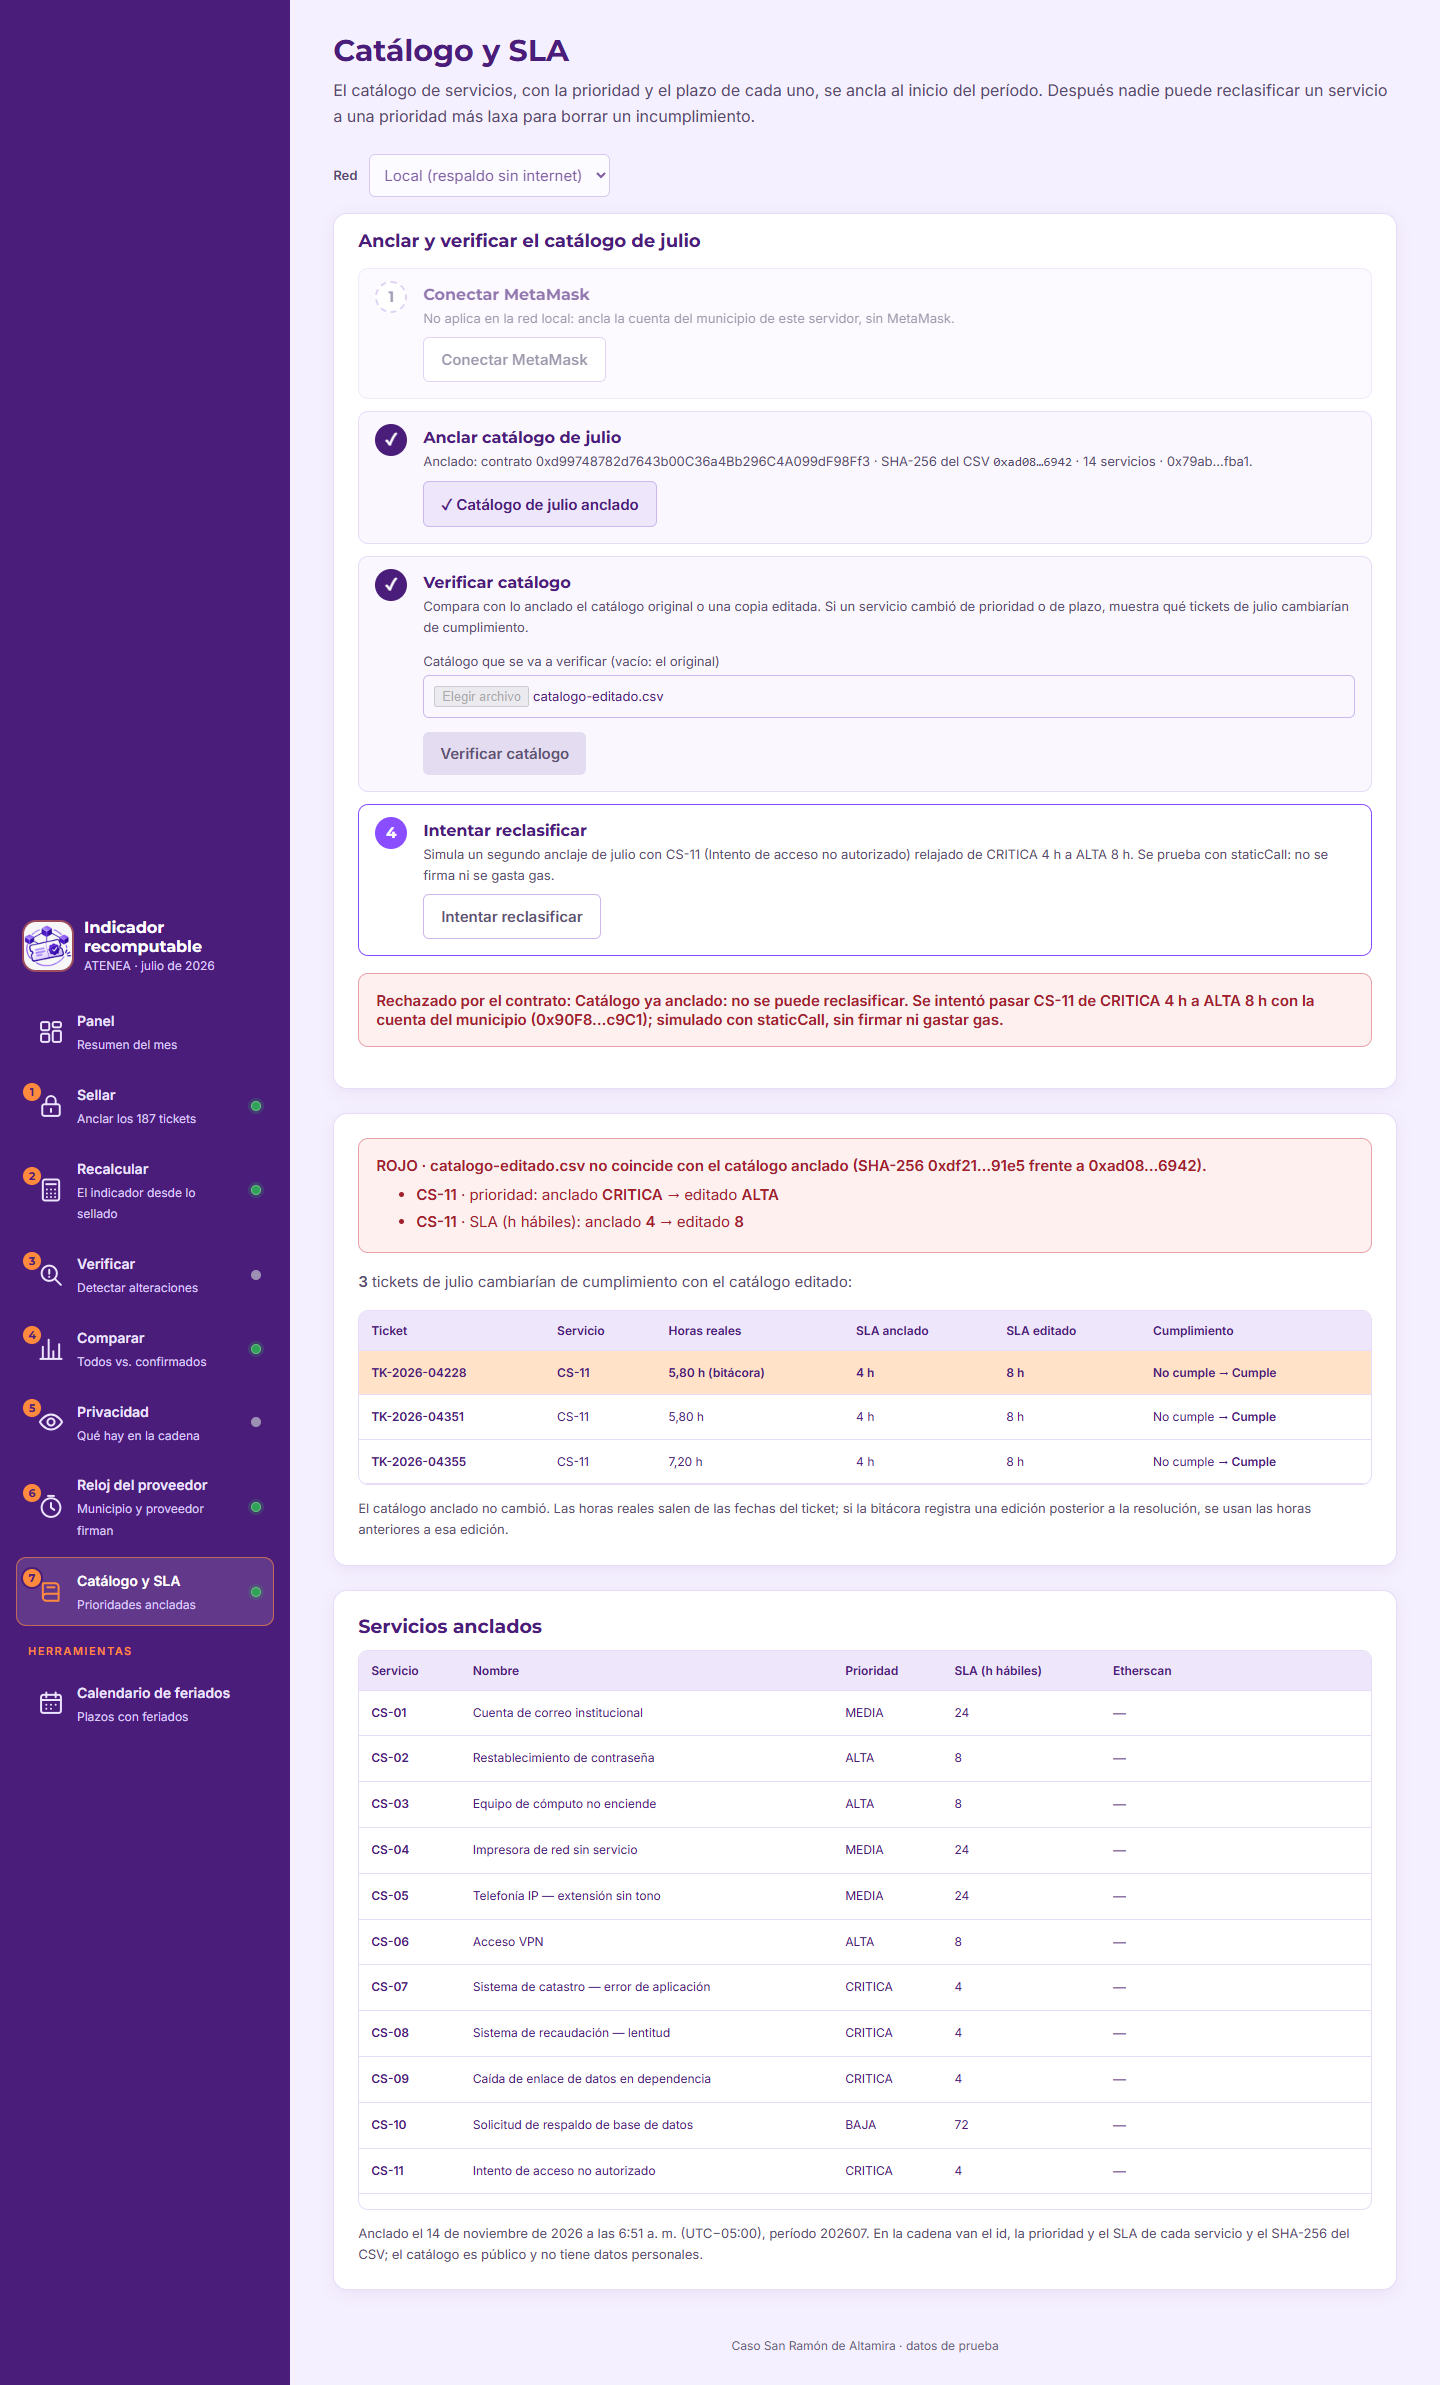 Indicador
recomputable
ATENEA · julio de 2026
Panel
Resumen del mes
1
Sellar
Anclar los 187 tickets
2
Recalcular
El indicador desde lo
sellado
3
Verificar
Detectar alteraciones
4
Comparar
Todos vs. confirmados
5
Privacidad
Qué hay en la cadena
6
Reloj del proveedor
Municipio y proveedor
firman
7
Catálogo y SLA
Prioridades ancladas
HERRAMIENTAS
Calendario de feriados
Plazos con feriados
Catálogo y SLA
El catálogo de servicios, con la prioridad y el plazo de cada uno, se ancla al inicio del período. Después nadie puede reclasificar un servicio
a una prioridad más laxa para borrar un incumplimiento.
Red Local (respaldo sin internet)
Anclar y verificar el catálogo de julio
1 Conectar MetaMask
No aplica en la red local: ancla la cuenta del municipio de este servidor, sin MetaMask.
Conectar MetaMask
✓ Anclar catálogo de julio
Anclado: contrato 0xd99748782d7643b00C36a4Bb296C4A099dF98Ff3 · SHA-256 del CSV 0xad08…6942 · 14 servicios · 0x79ab…fba1.
✓ Catálogo de julio anclado
✓ Verificar catálogo
Compara con lo anclado el catálogo original o una copia editada. Si un servicio cambió de prioridad o de plazo, muestra qué tickets de julio cambiarían
de cumplimiento.
Catálogo que se va a verificar (vacío: el original)
Elegir archivo catalogo-editado.csv
Verificar catálogo
4 Intentar reclasificar
Simula un segundo anclaje de julio con CS-11 (Intento de acceso no autorizado) relajado de CRITICA 4 h a ALTA 8 h. Se prueba con staticCall: no se
firma ni se gasta gas.
Intentar reclasificar
Rechazado por el contrato: Catálogo ya anclado: no se puede reclasificar. Se intentó pasar CS-11 de CRITICA 4 h a ALTA 8 h con la
cuenta del municipio (0x90F8…c9C1); simulado con staticCall, sin firmar ni gastar gas.
ROJO · catalogo-editado.csv no coincide con el catálogo anclado (SHA-256 0xdf21…91e5 frente a 0xad08…6942).
• CS-11 · prioridad: anclado CRITICA → editado ALTA
• CS-11 · SLA (h hábiles): anclado 4 → editado 8
3 tickets de julio cambiarían de cumplimiento con el catálogo editado:
Ticket Servicio Horas reales SLA anclado SLA editado Cumplimiento
TK-2026-04228 CS-11 5,80 h (bitácora) 4 h 8 h No cumple → Cumple
TK-2026-04351 CS-11 5,80 h 4 h 8 h No cumple → Cumple
TK-2026-04355 CS-11 7,20 h 4 h 8 h No cumple → Cumple
El catálogo anclado no cambió. Las horas reales salen de las fechas del ticket; si la bitácora registra una edición posterior a la resolución, se usan las horas
anteriores a esa edición.
Servicios anclados
Servicio Nombre Prioridad SLA (h hábiles) Etherscan
CS-01 Cuenta de correo institucional MEDIA 24 —
CS-02 Restablecimiento de contraseña ALTA 8 —
CS-03 Equipo de cómputo no enciende ALTA 8 —
CS-04 Impresora de red sin servicio MEDIA 24 —
CS-05 Telefonía IP — extensión sin tono MEDIA 24 —
CS-06 Acceso VPN ALTA 8 —
CS-07 Sistema de catastro — error de aplicación CRITICA 4 —
CS-08 Sistema de recaudación — lentitud CRITICA 4 —
CS-09 Caída de enlace de datos en dependencia CRITICA 4 —
CS-10 Solicitud de respaldo de base de datos BAJA 72 —
CS-11 Intento de acceso no autorizado CRITICA 4 —
Anclado el 14 de noviembre de 2026 a las 6:51 a. m. (UTC−05:00), período 202607. En la cadena van el id, la prioridad y el SLA de cada servicio y el SHA-256 del
CSV; el catálogo es público y no tiene datos personales.
Caso San Ramón de Altamira · datos de prueba